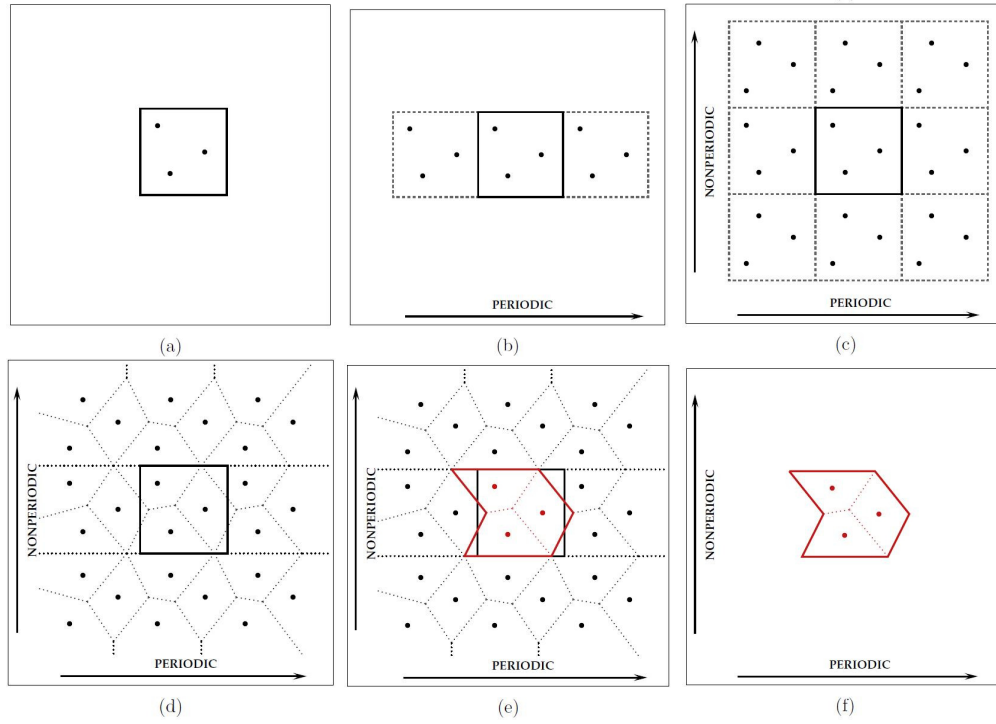 NONPERIODIC
PERIODIC
PERIODIC
(a)
(b)
(c)
NONPERIODIC
NONPERIODIC
NONPERIODIC
PERIODIC
PERIODIC
PERIODIC
(d)
(e)
(f)